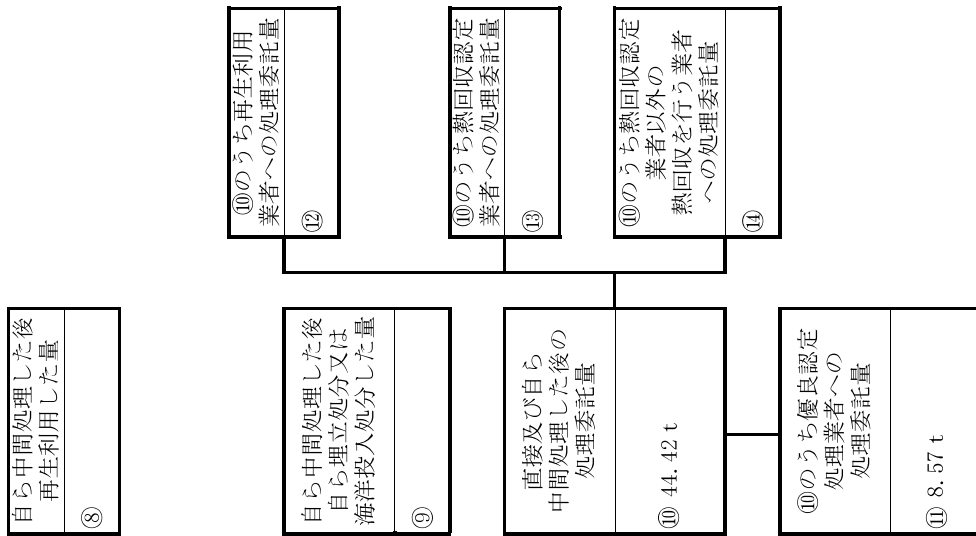 自ら中間処理した後
再生利用した量
⑧
自ら中間処理した後
自ら埋立処分又は
海洋投入処分した量
⑨
直接及び自ら
中間処理した後の
処理委託量
⑩ 44.42 t
⑩のうち優良認定
処理業者への
処理委託量
⑪ 8.57 t
⑩のうち再生利用
業者への処理委託量
⑫
⑩のうち熱回収認定
業者への処理委託量
⑬
⑩のうち熱回収認定
業者以外の
熱回収を行う業者
への処理委託量
⑭